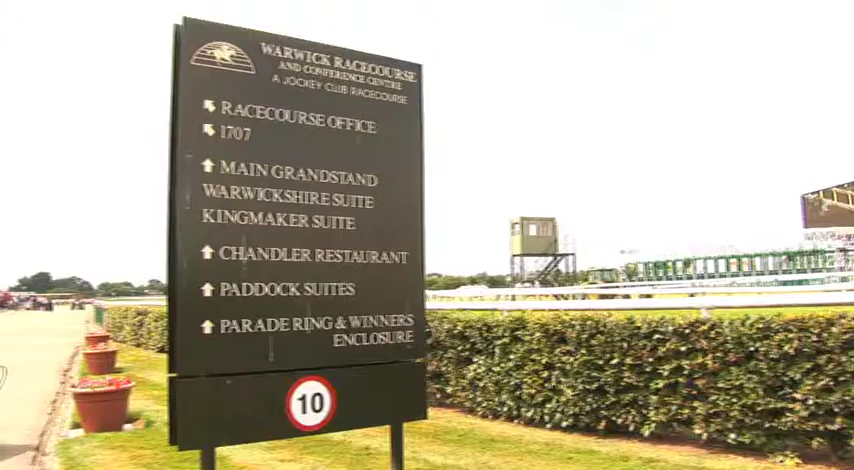 WARWICK RACECOURSE
AND CONFERENCE CENTRE
A JOCKEY CLUB RACECOURSE
RACECOURSE OFFICE
1707
MAIN GRANDSTAND
WARWICKSHIRE SUITE
KINGMAKER SUITE
CHANDLER RESTAURANT
PADDOCK SUITES
PARADE RING & WINNERS
ENCLOSURE
10